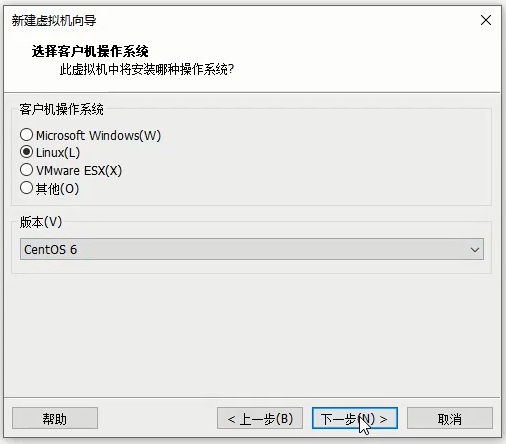 新建虚拟机向导
选择客户机操作系统
此虚拟机中将安装哪种操作系统?
客户机操作系统
Microsoft Windows(W)
Linux(L)
VMware ESX(X)
其他(O)
版本(V)
CentOS 6
帮助
< 上一步(B)
下一步(N) >
取消